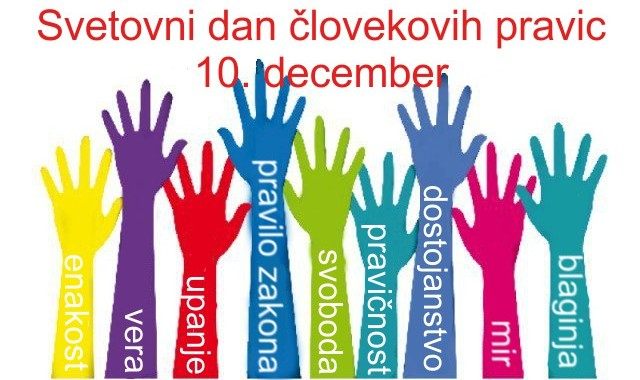 Svetovni dan človekovih pravic
10. december
enakost
vera
upanje
pravilo zakona
svoboda
pravičnost
dostojanstvo
mir
blaginja